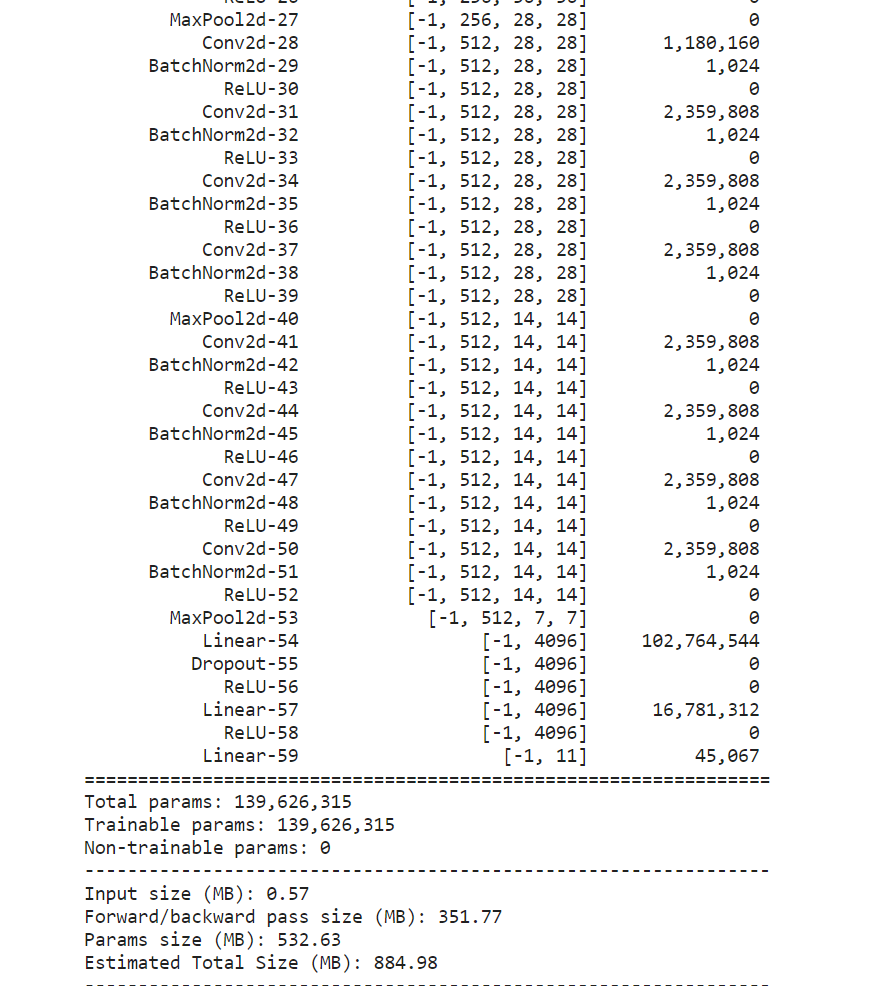 MaxPool2d-27 [-1, 256, 28, 28] 0
Conv2d-28 [-1, 512, 28, 28] 1,180,160
BatchNorm2d-29 [-1, 512, 28, 28] 1,024
ReLU-30 [-1, 512, 28, 28] 0
Conv2d-31 [-1, 512, 28, 28] 2,359,808
BatchNorm2d-32 [-1, 512, 28, 28] 1,024
ReLU-33 [-1, 512, 28, 28] 0
Conv2d-34 [-1, 512, 28, 28] 2,359,808
BatchNorm2d-35 [-1, 512, 28, 28] 1,024
ReLU-36 [-1, 512, 28, 28] 0
Conv2d-37 [-1, 512, 28, 28] 2,359,808
BatchNorm2d-38 [-1, 512, 28, 28] 1,024
ReLU-39 [-1, 512, 28, 28] 0
MaxPool2d-40 [-1, 512, 14, 14] 0
Conv2d-41 [-1, 512, 14, 14] 2,359,808
BatchNorm2d-42 [-1, 512, 14, 14] 1,024
ReLU-43 [-1, 512, 14, 14] 0
Conv2d-44 [-1, 512, 14, 14] 2,359,808
BatchNorm2d-45 [-1, 512, 14, 14] 1,024
ReLU-46 [-1, 512, 14, 14] 0
Conv2d-47 [-1, 512, 14, 14] 2,359,808
BatchNorm2d-48 [-1, 512, 14, 14] 1,024
ReLU-49 [-1, 512, 14, 14] 0
Conv2d-50 [-1, 512, 14, 14] 2,359,808
BatchNorm2d-51 [-1, 512, 14, 14] 1,024
ReLU-52 [-1, 512, 14, 14] 0
MaxPool2d-53 [-1, 512, 7, 7] 0
Linear-54 [-1, 4096] 102,764,544
Dropout-55 [-1, 4096] 0
ReLU-56 [-1, 4096] 0
Linear-57 [-1, 4096] 16,781,312
ReLU-58 [-1, 4096] 0
Linear-59 [-1, 11] 45,067
================================================================
Total params: 139,626,315
Trainable params: 139,626,315
Non-trainable params: 0
----------------------------------------------------------------
Input size (MB): 0.57
Forward/backward pass size (MB): 351.77
Params size (MB): 532.63
Estimated Total Size (MB): 884.98
----------------------------------------------------------------